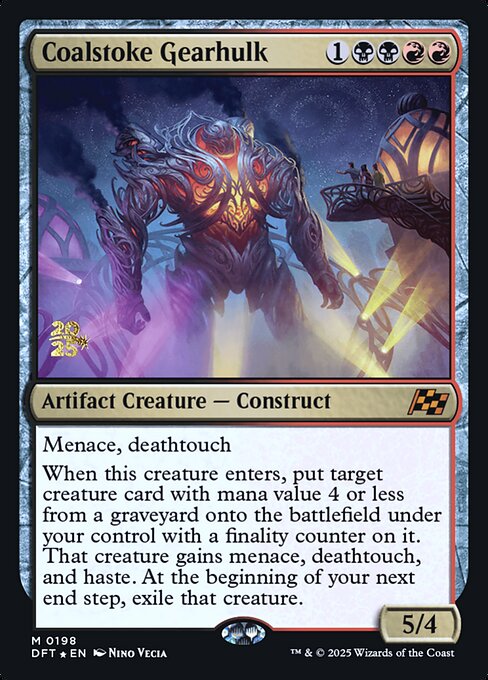 Coalstoke Gearhulk 1
2025
Artifact Creature — Construct
Menace, deathtouch
When this creature enters, put target
creature card with mana value 4 or less
from a graveyard onto the battlefield under
your control with a finality counter on it.
That creature gains menace, deathtouch,
and haste. At the beginning of your next
end step, exile that creature.
5/4
M 0198
DFT ★ EN Nino Vecia
™ & © 2025 Wizards of the Coast